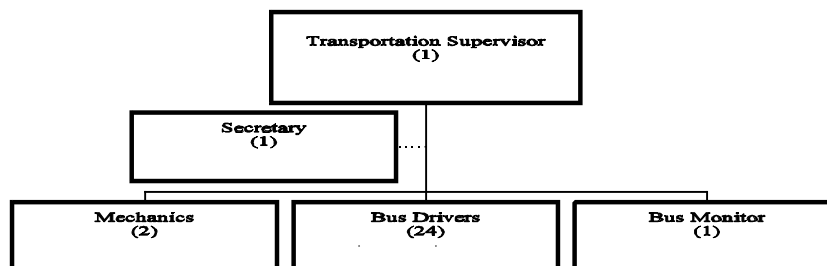 Transportation Supervisor
(1)
Secretary
(1)
Mechanics
(2)
Bus Drivers
(24)
Bus Monitor
(1)